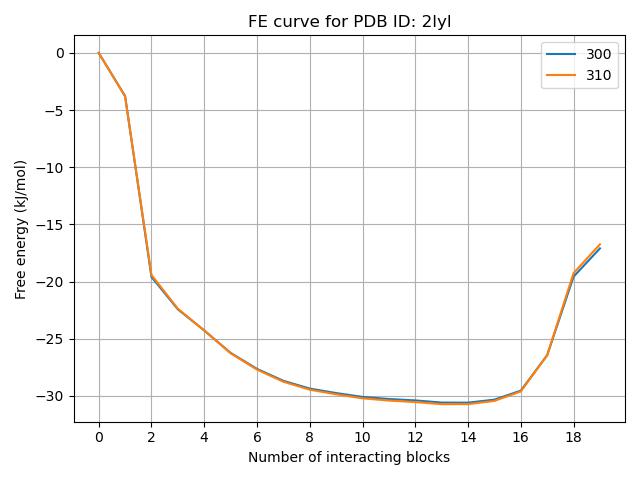 FE curve for PDB ID: 2lyl
300
310
0
−5
−10
−15
−20
−25
−30
Free energy (kJ/mol)
0 2 4 6 8 10 12 14 16 18
Number of interacting blocks